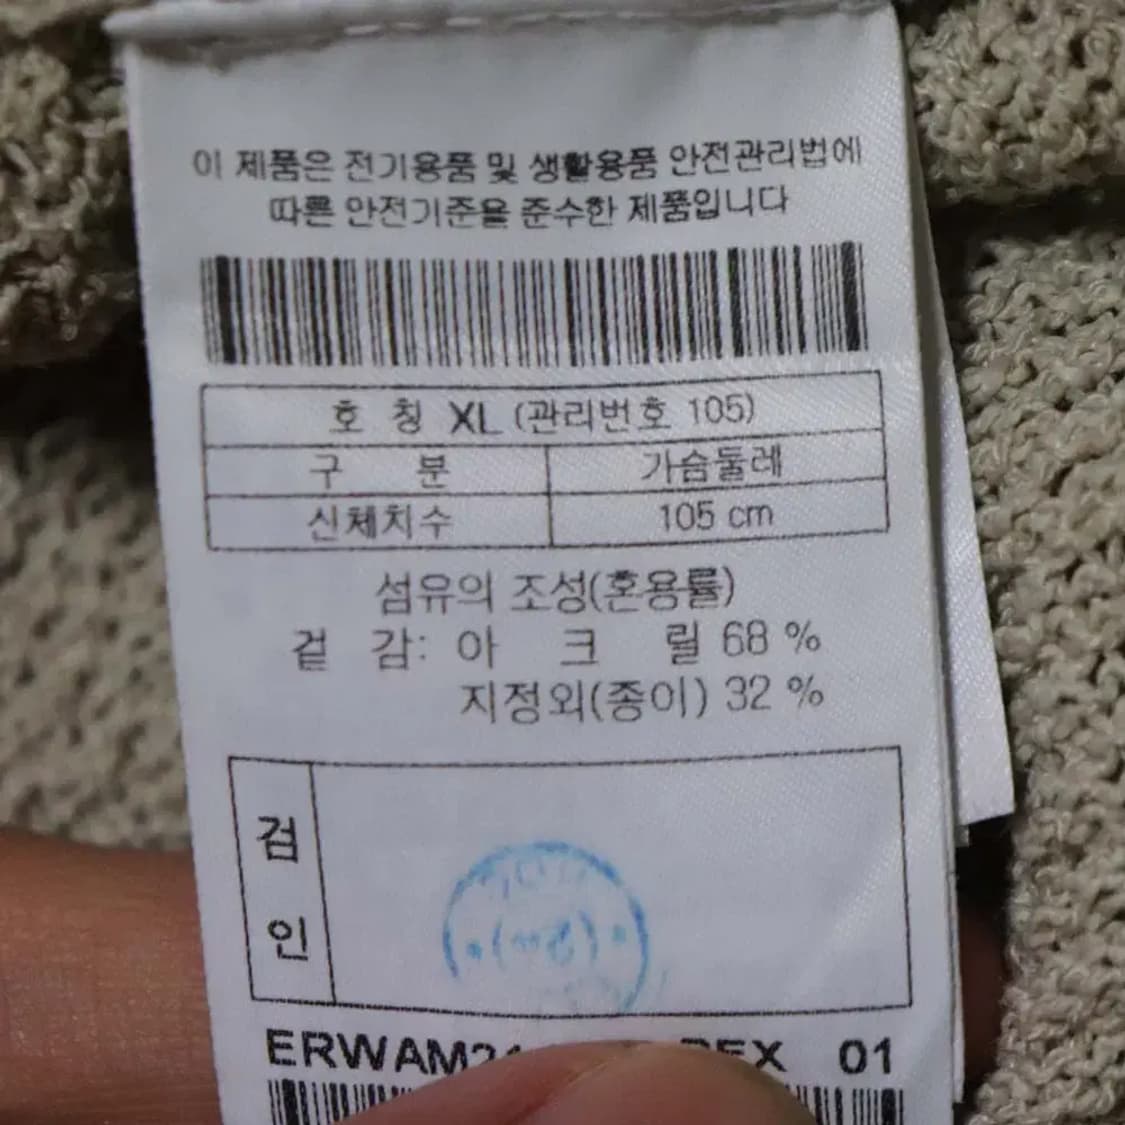 이 제품은 전기용품 및 생활용품 안전관리법에
따른 안전기준을 준수한 제품입니다
호 칭 XL (관리번호 105)
구 분 가슴둘레
신체치수 105 cm
섬유의 조성(혼용률)
겉 감: 아 크 릴 68 %
지정외(종이) 32 %
검
인
01